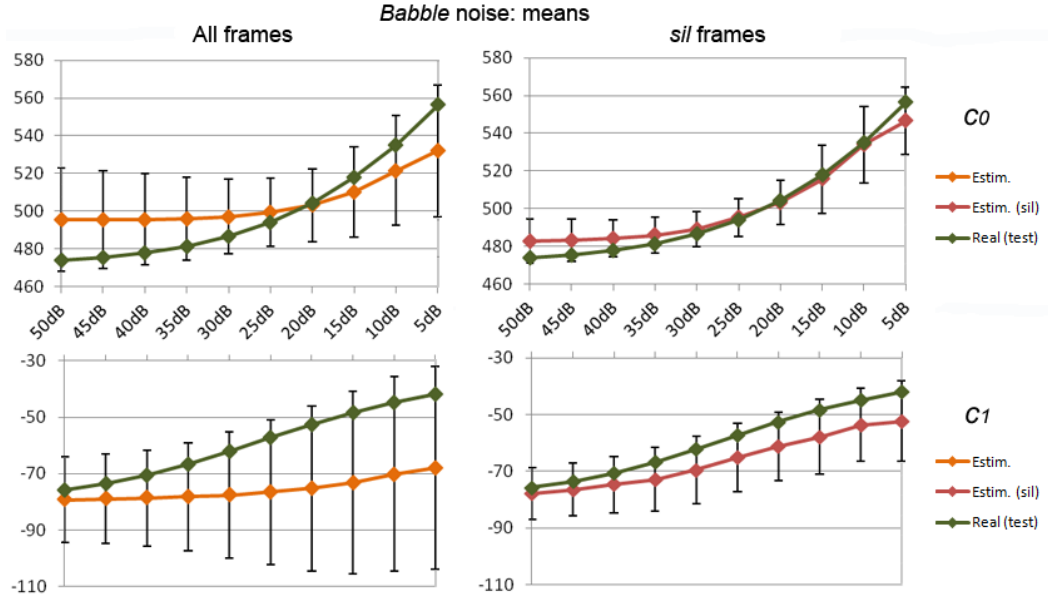 Babble noise: means
All frames
sil frames
580
560
540
520
500
480
460
50dB 45dB 40dB 35dB 30dB 25dB 20dB 15dB 10dB 5dB
580
560
540
520
500
480
460
50dB 45dB 40dB 35dB 30dB 25dB 20dB 15dB 10dB 5dB
C0
Estim.
Estim. (sil)
Real (test)
-30
-50
-70
-90
-110
-30
-50
-70
-90
-110
C1
Estim.
Estim. (sil)
Real (test)